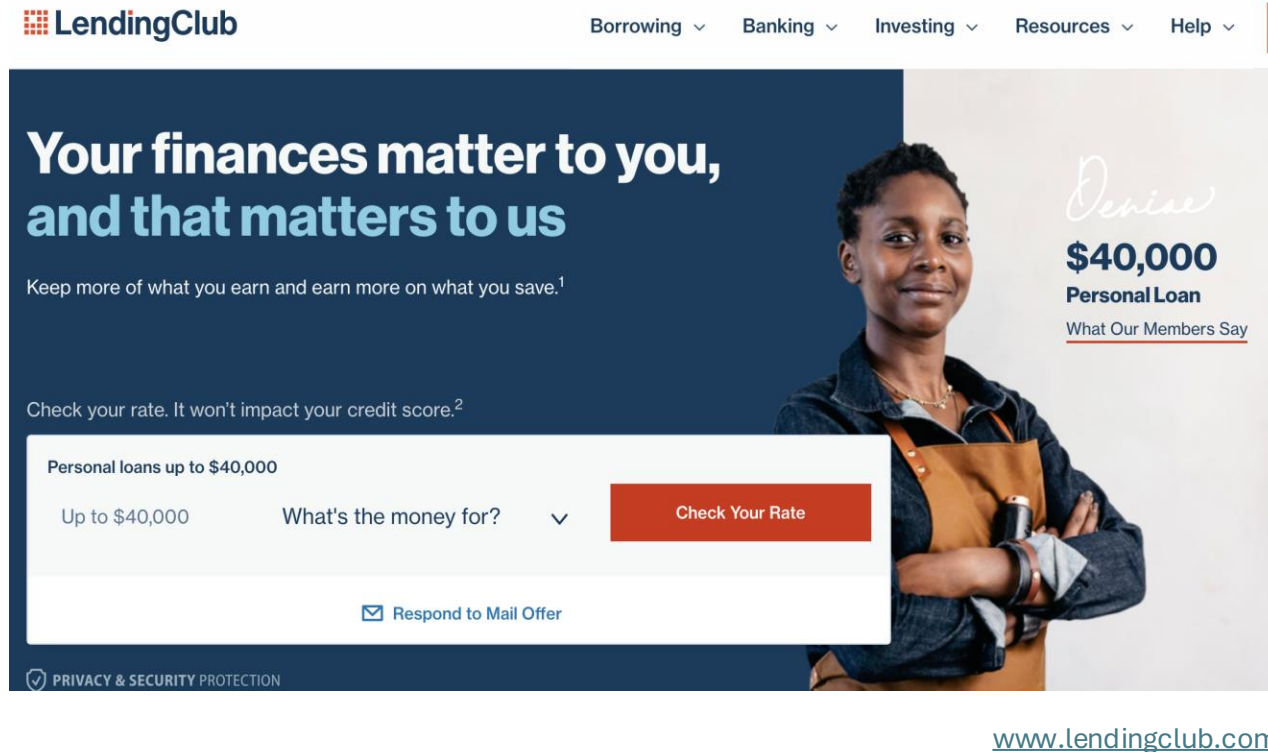 LendingClub
Borrowing Banking Investing Resources Help
Your finances matter to you,
and that matters to us
Keep more of what you earn and earn more on what you save.1
Denise
$40,000
Personal Loan
What Our Members Say
Check your rate. It won't impact your credit score.2
Personal loans up to $40,000
Up to $40,000 What's the money for? Check Your Rate
Respond to Mail Offer
PRIVACY & SECURITY PROTECTION
www.lendingclub.com